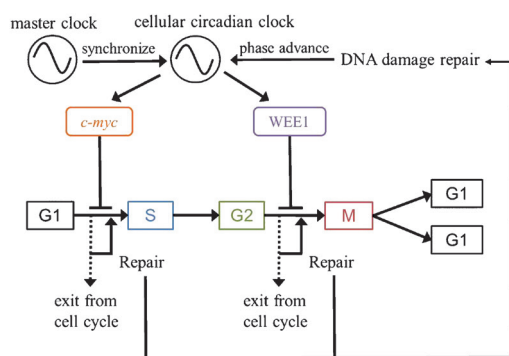 master clock
cellular circadian clock
synchronize
phase advance
DNA damage repair
c-myc
WEE1
G1
S
G2
M
G1
G1
Repair
Repair
exit from
cell cycle
exit from
cell cycle